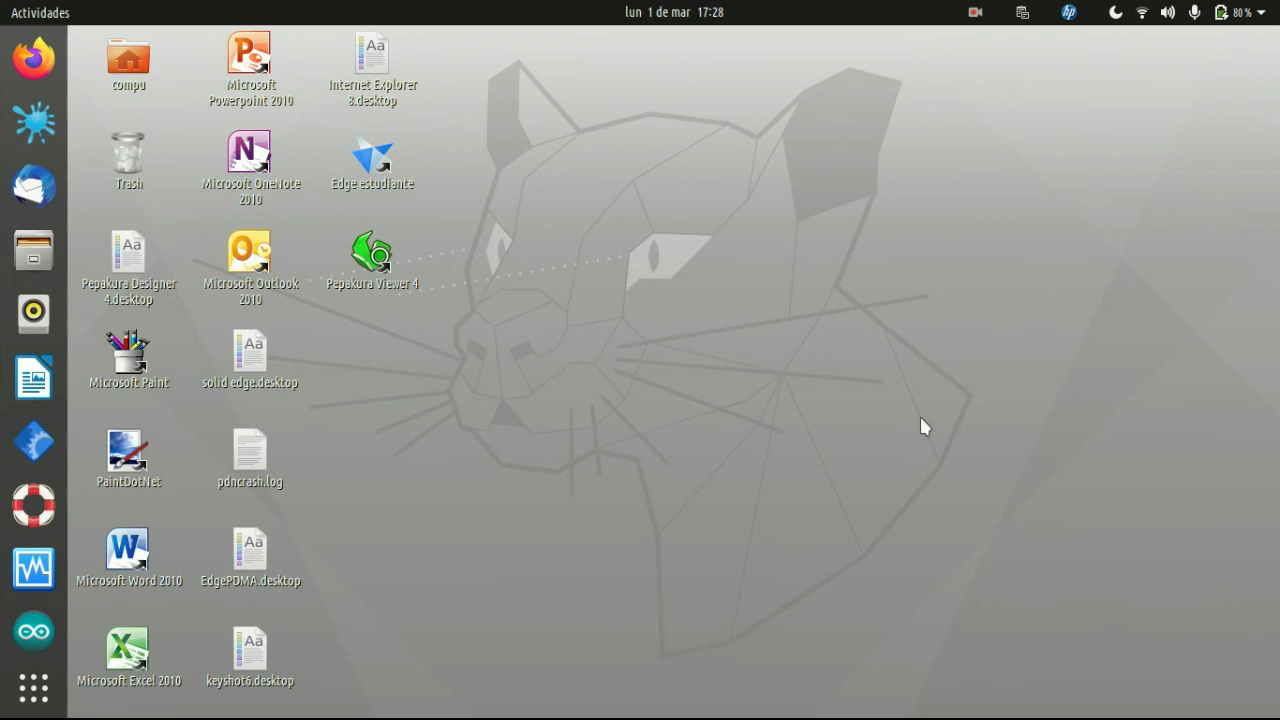 Actividades
lun 1 de mar 17:28
80 %
compu
Microsoft
Powerpoint 2010
Internet Explorer
8.desktop
Trash
Microsoft OneNote
2010
Edge estudiante
Pepakura Designer
4.desktop
Microsoft Outlook
2010
Pepakura Viewer 4
Microsoft Paint
solid edge.desktop
PaintDotNet
pdncrash.log
Microsoft Word 2010
EdgePDMA.desktop
Microsoft Excel 2010
keyshot6.desktop